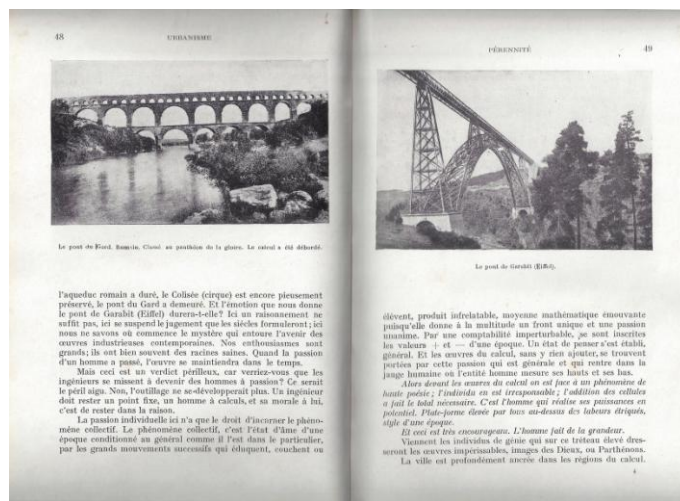 48
URBANISME
Le pont du Gard. Romain. Classé au panthéon de la gloire. Le calcul a été débordé.
l'aqueduc romain a duré, le Colisée (cirque) est encore pieusement
préservé, le pont du Gard a demeuré. Et l'émotion que nous donne
le pont de Garabit (Eiffel) durera-t-elle? Ici un raisonnement ne
suffit pas, ici se suspend le jugement que les siècles formuleront; ici
nous ne savons où commence le mystère qui entoure l'avenir des
œuvres industrieuses contemporaines. Nos enthousiasmes sont
grands; ils ont bien souvent des racines saines. Quand la passion
d'un homme a passé, l'œuvre se maintiendra dans le temps.
Mais ceci est un verdict périlleux, car verriez-vous que les
ingénieurs se missent à devenir des hommes à passion? Ce serait
le péril aigu. Non, l'outillage ne se développerait plus. Un ingénieur
doit rester un point fixe, un homme à calculs, et sa morale à lui,
c'est de rester dans la raison.
La passion individuelle ici n'a que le droit d'incarner le phéno-
mène collectif. Le phénomène collectif, c'est l'état d'âme d'une
époque conditionné au général comme il l'est dans le particulier,
par les grands mouvements successifs qui éduquent, couchent ou
PÉRENNITÉ
49
Le pont de Garabit (Eiffel).
élèvent, produit infrelatable, moyenne mathématique émouvante
puisqu'elle donne à la multitude un front unique et une passion
unanime. Par une comptabilité imperturbable, se sont inscrites
les valeurs + et — d'une époque. Un état de penser s'est établi,
général. Et les œuvres du calcul, sans y rien ajouter, se trouvent
portées par cette passion qui est générale et qui rentre dans la
jauge humaine où l'entité homme mesure ses hauts et ses bas.
Alors devant les œuvres du calcul on est face à un phénomène de
haute poésie; l'individu en est irresponsable; l'addition des cellules
a fait le total nécessaire. C'est l'homme qui réalise ses puissances en
potentiel. Plate-forme élevée par tous au-dessus des labeurs étriqués,
style d'une époque.
Et ceci est très encourageant. L'homme fait de la grandeur.
Viennent les individus de génie qui sur ce tréteau élevé dres-
seront les œuvres impérissables, images des Dieux, ou Parthénons.
La ville est profondément ancrée dans les régions du calcul.